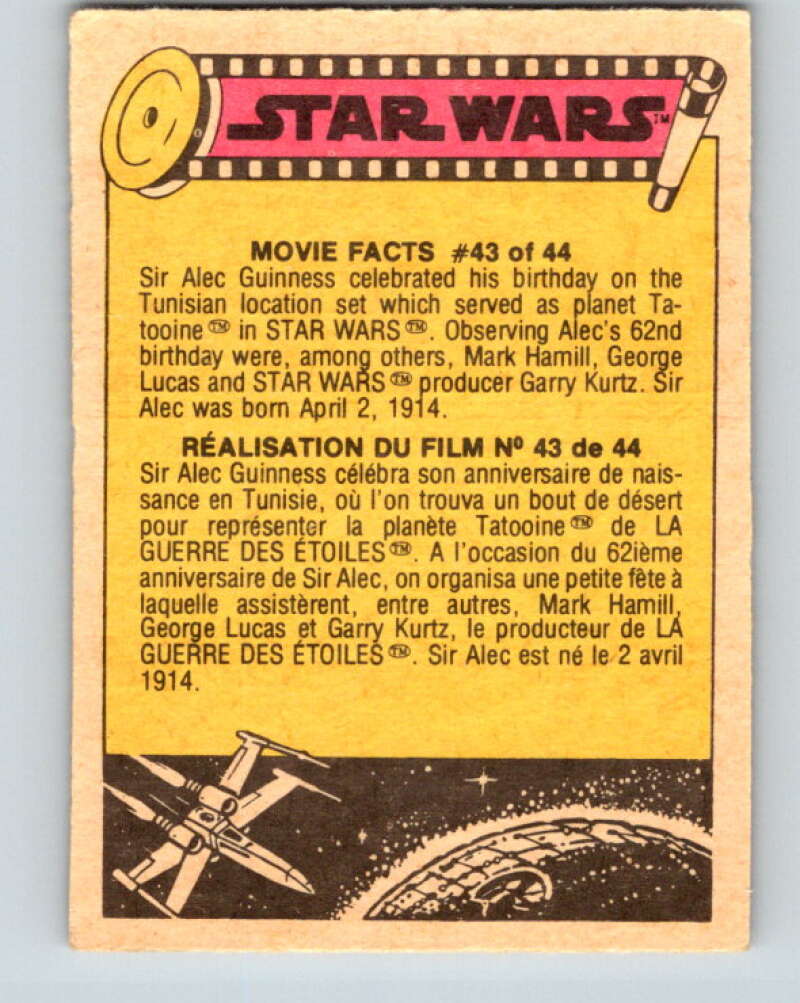 STAR WARS™
MOVIE FACTS #43 of 44
Sir Alec Guinness celebrated his birthday on the
Tunisian location set which served as planet Ta-
tooine™ in STAR WARS™. Observing Alec's 62nd
birthday were, among others, Mark Hamill, George
Lucas and STAR WARS™ producer Garry Kurtz. Sir
Alec was born April 2, 1914.
RÉALISATION DU FILM Nº 43 de 44
Sir Alec Guinness célébra son anniversaire de nais-
sance en Tunisie, où l'on trouva un bout de désert
pour représenter la planète Tatooine™ de LA
GUERRE DES ÉTOILES™. A l'occasion du 62ième
anniversaire de Sir Alec, on organisa une petite fête à
laquelle assistèrent, entre autres, Mark Hamill,
George Lucas et Garry Kurtz, le producteur de LA
GUERRE DES ÉTOILES™. Sir Alec est né le 2 avril
1914.